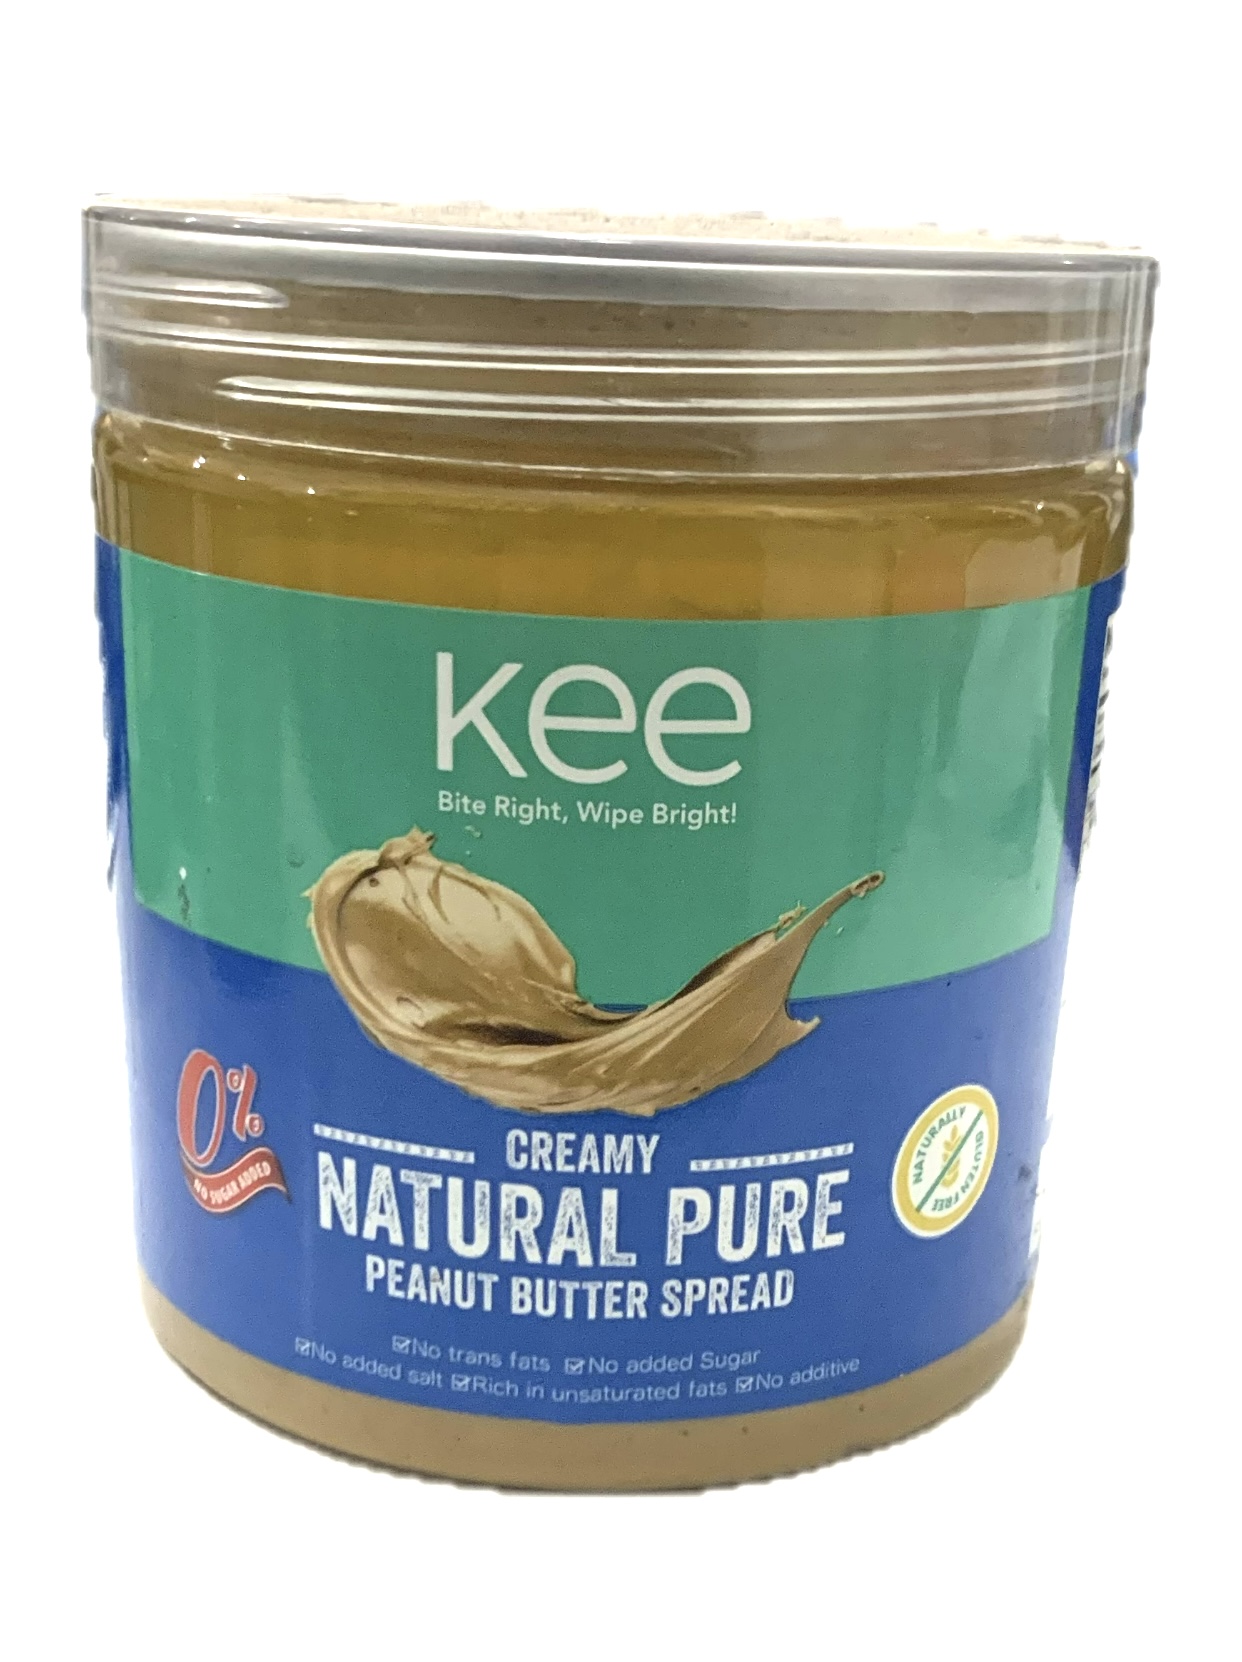 kee
Bite Right, Wipe Bright!
0%
NO SUGAR ADDED
NATURALLY
GLUTEN FREE
CREAMY
NATURAL PURE
PEANUT BUTTER SPREAD
☑No trans fats ☑No added Sugar
☑No added salt ☑Rich in unsaturated fats ☑No additive